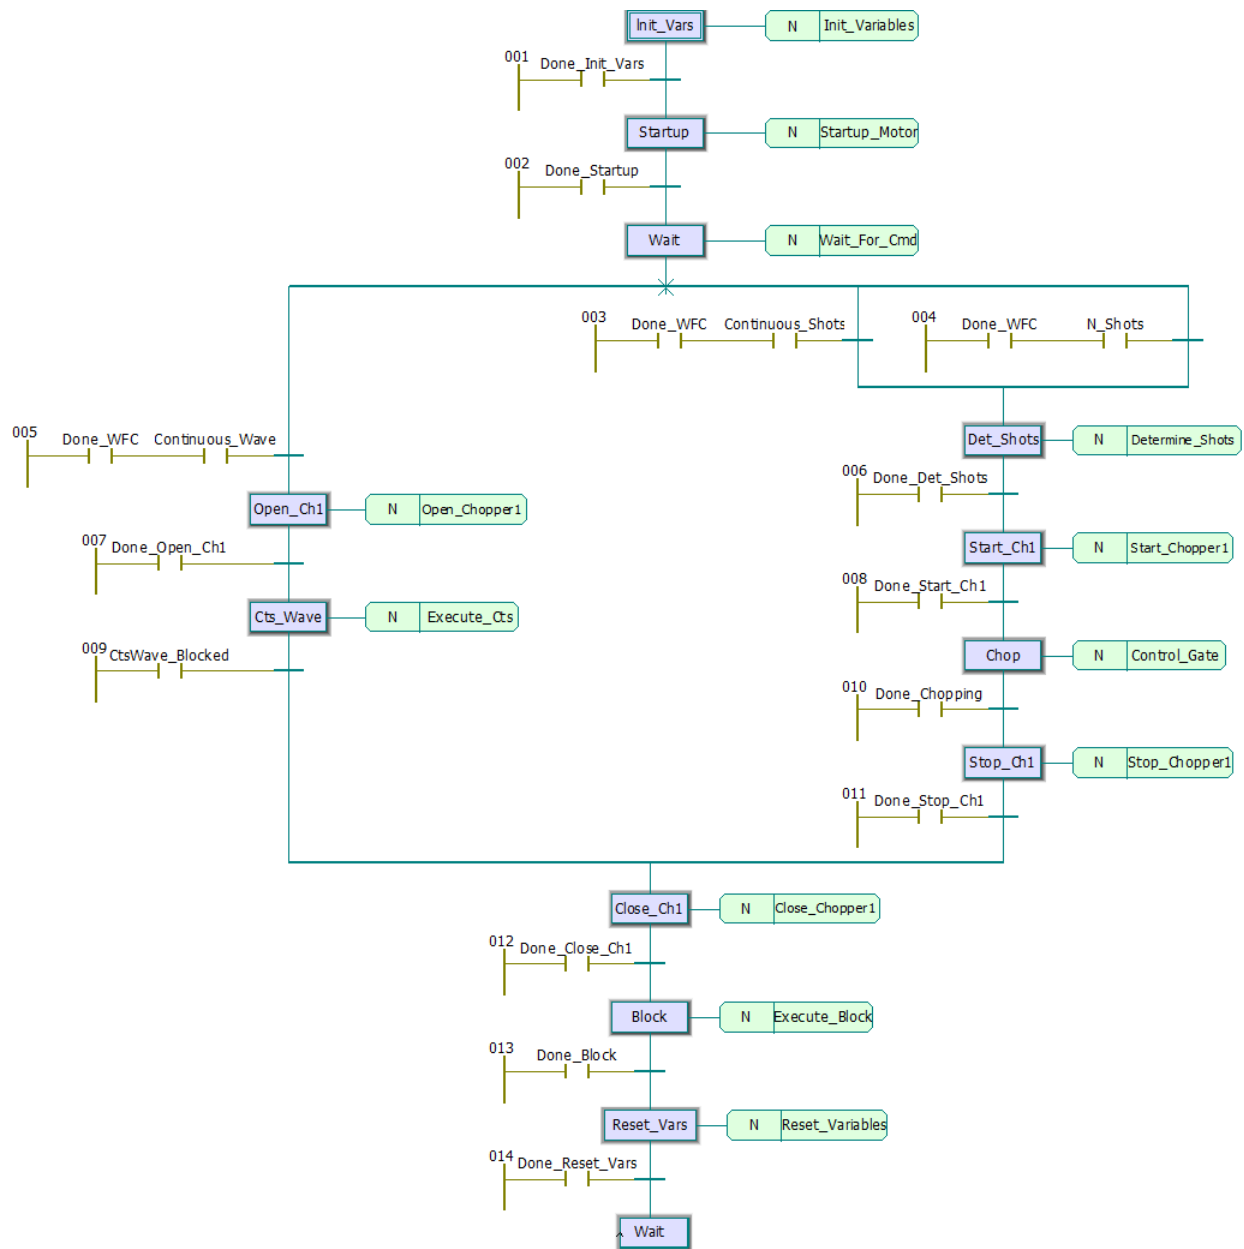 Init_Vars N Init_Variables
001 Done_Init_Vars
Startup N Startup_Motor
002 Done_Startup
Wait N Wait_For_Cmd
003 Done_WFC Continuous_Shots 004 Done_WFC N_Shots
005 Done_WFC Continuous_Wave Det_Shots N Determine_Shots
006 Done_Det_Shots
Open_Ch1 N Open_Chopper1
007 Done_Open_Ch1 Start_Ch1 N Start_Chopper1
008 Done_Start_Ch1
Cts_Wave N Execute_Cts
009 CtsWave_Blocked Chop N Control_Gate
010 Done_Chopping
Stop_Ch1 N Stop_Chopper1
011 Done_Stop_Ch1
Close_Ch1 N Close_Chopper1
012 Done_Close_Ch1
Block N Execute_Block
013 Done_Block
Reset_Vars N Reset_Variables
014 Done_Reset_Vars
Wait